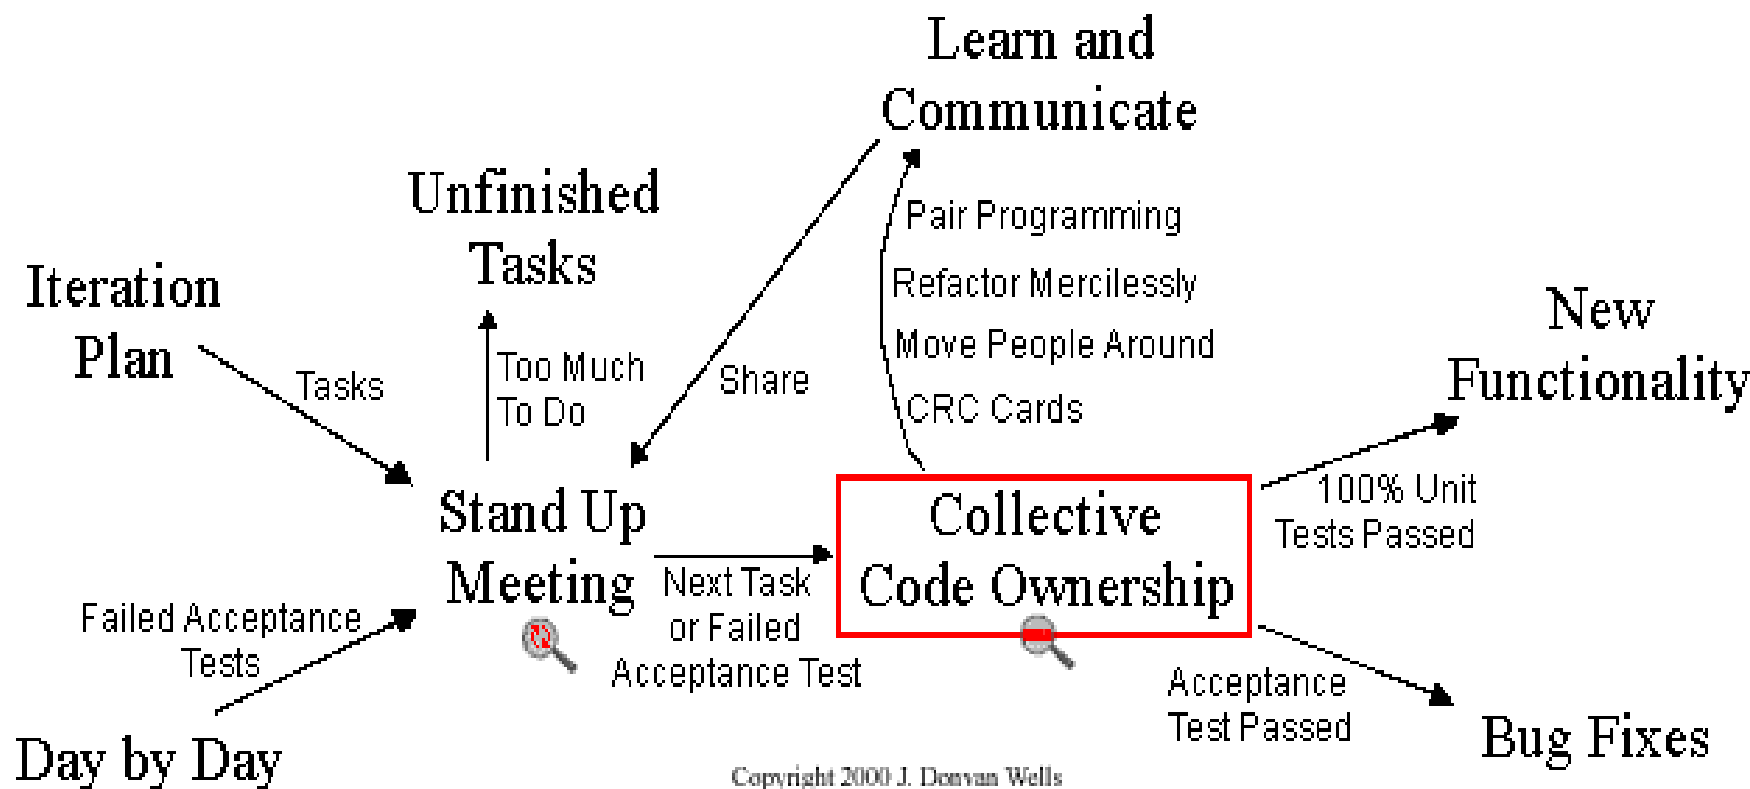 Learn and
Communicate
Unfinished
Tasks
Iteration
Plan
Tasks
Too Much
To Do
Share
Pair Programming
Refactor Mercilessly
Move People Around
CRC Cards
New
Functionality
100% Unit
Tests Passed
Stand Up
Meeting
Next Task
or Failed
Acceptance Test
Collective
Code Ownership
Failed Acceptance
Tests
Day by Day
Acceptance
Test Passed
Bug Fixes
Copyright 2000 J. Donvan Wells